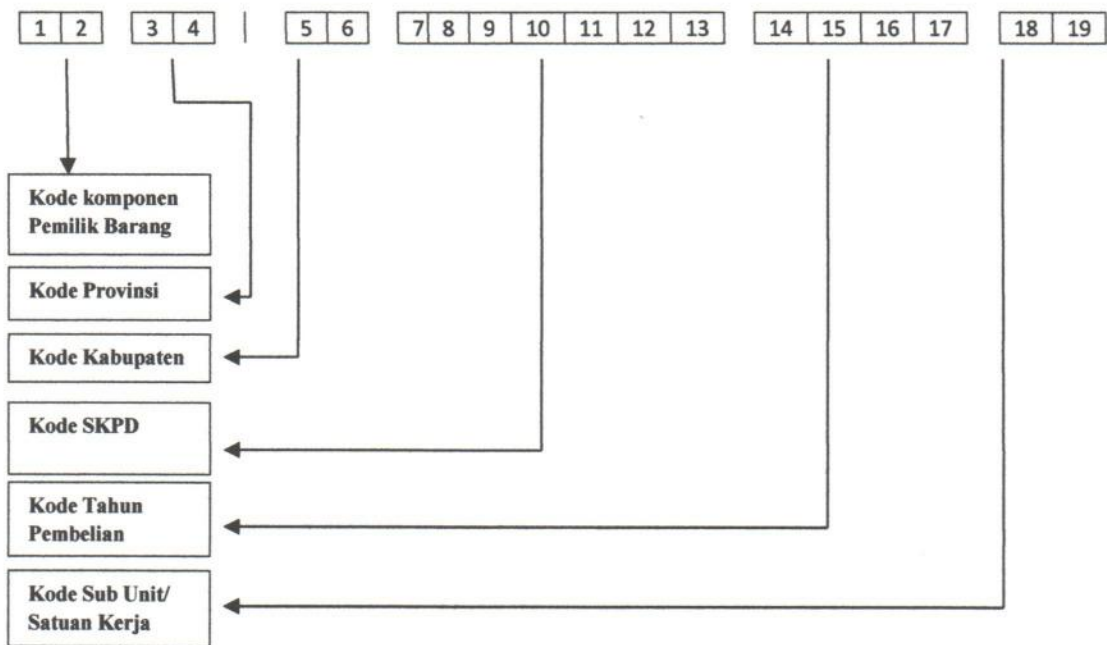 1 2 3 4 5 6 7 8 9 10 11 12 13 14 15 16 17 18 19
Kode komponen
Pemilik Barang
Kode Provinsi
Kode Kabupaten
Kode SKPD
Kode Tahun
Pembelian
Kode Sub Unit/
Satuan Kerja